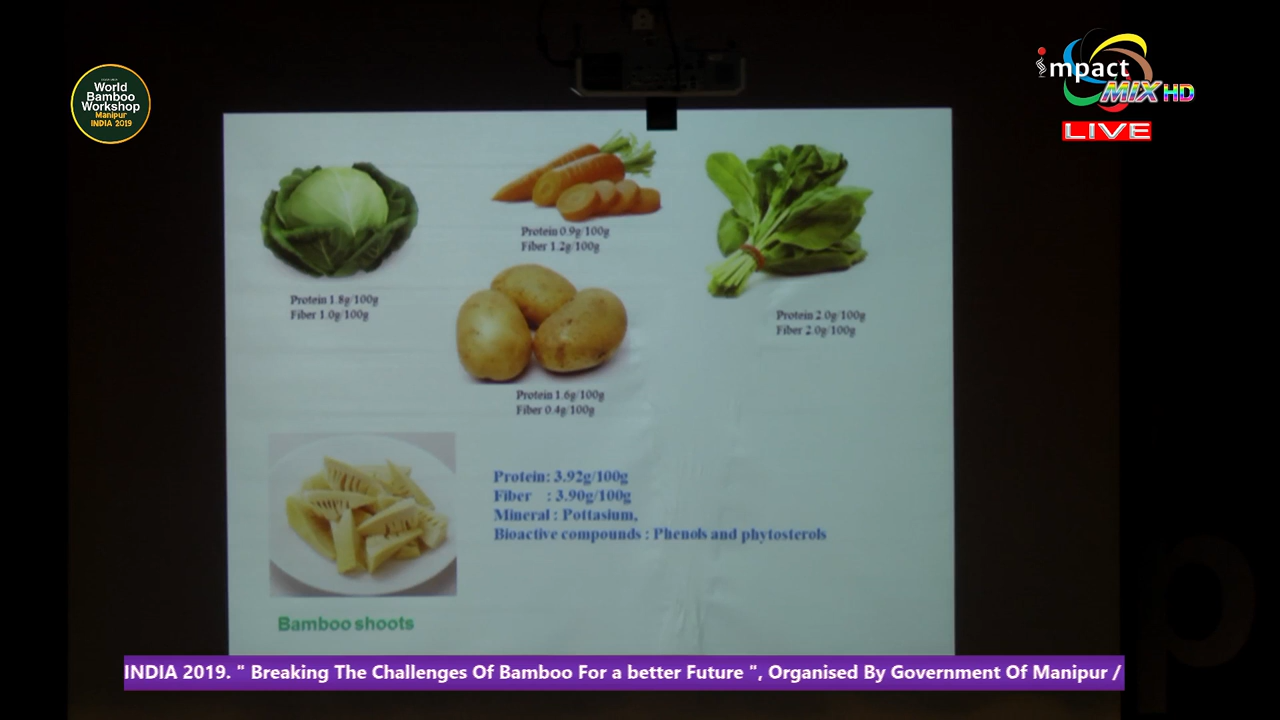 World
Bamboo
Workshop
Manipur
INDIA 2019
impact
MIX HD
LIVE
Protein 0.9g/100g
Fiber 1.2g/100g
Protein 1.8g/100g
Fiber 1.0g/100g
Protein 2.0g/100g
Fiber 2.0g/100g
Protein 1.6g/100g
Fiber 0.4g/100g
Protein: 3.92g/100g
Fiber : 3.90g/100g
Mineral : Pottasium,
Bioactive compounds : Phenols and phytosterols
Bamboo shoots
INDIA 2019. " Breaking The Challenges Of Bamboo For a better Future ", Organised By Government Of Manipur /